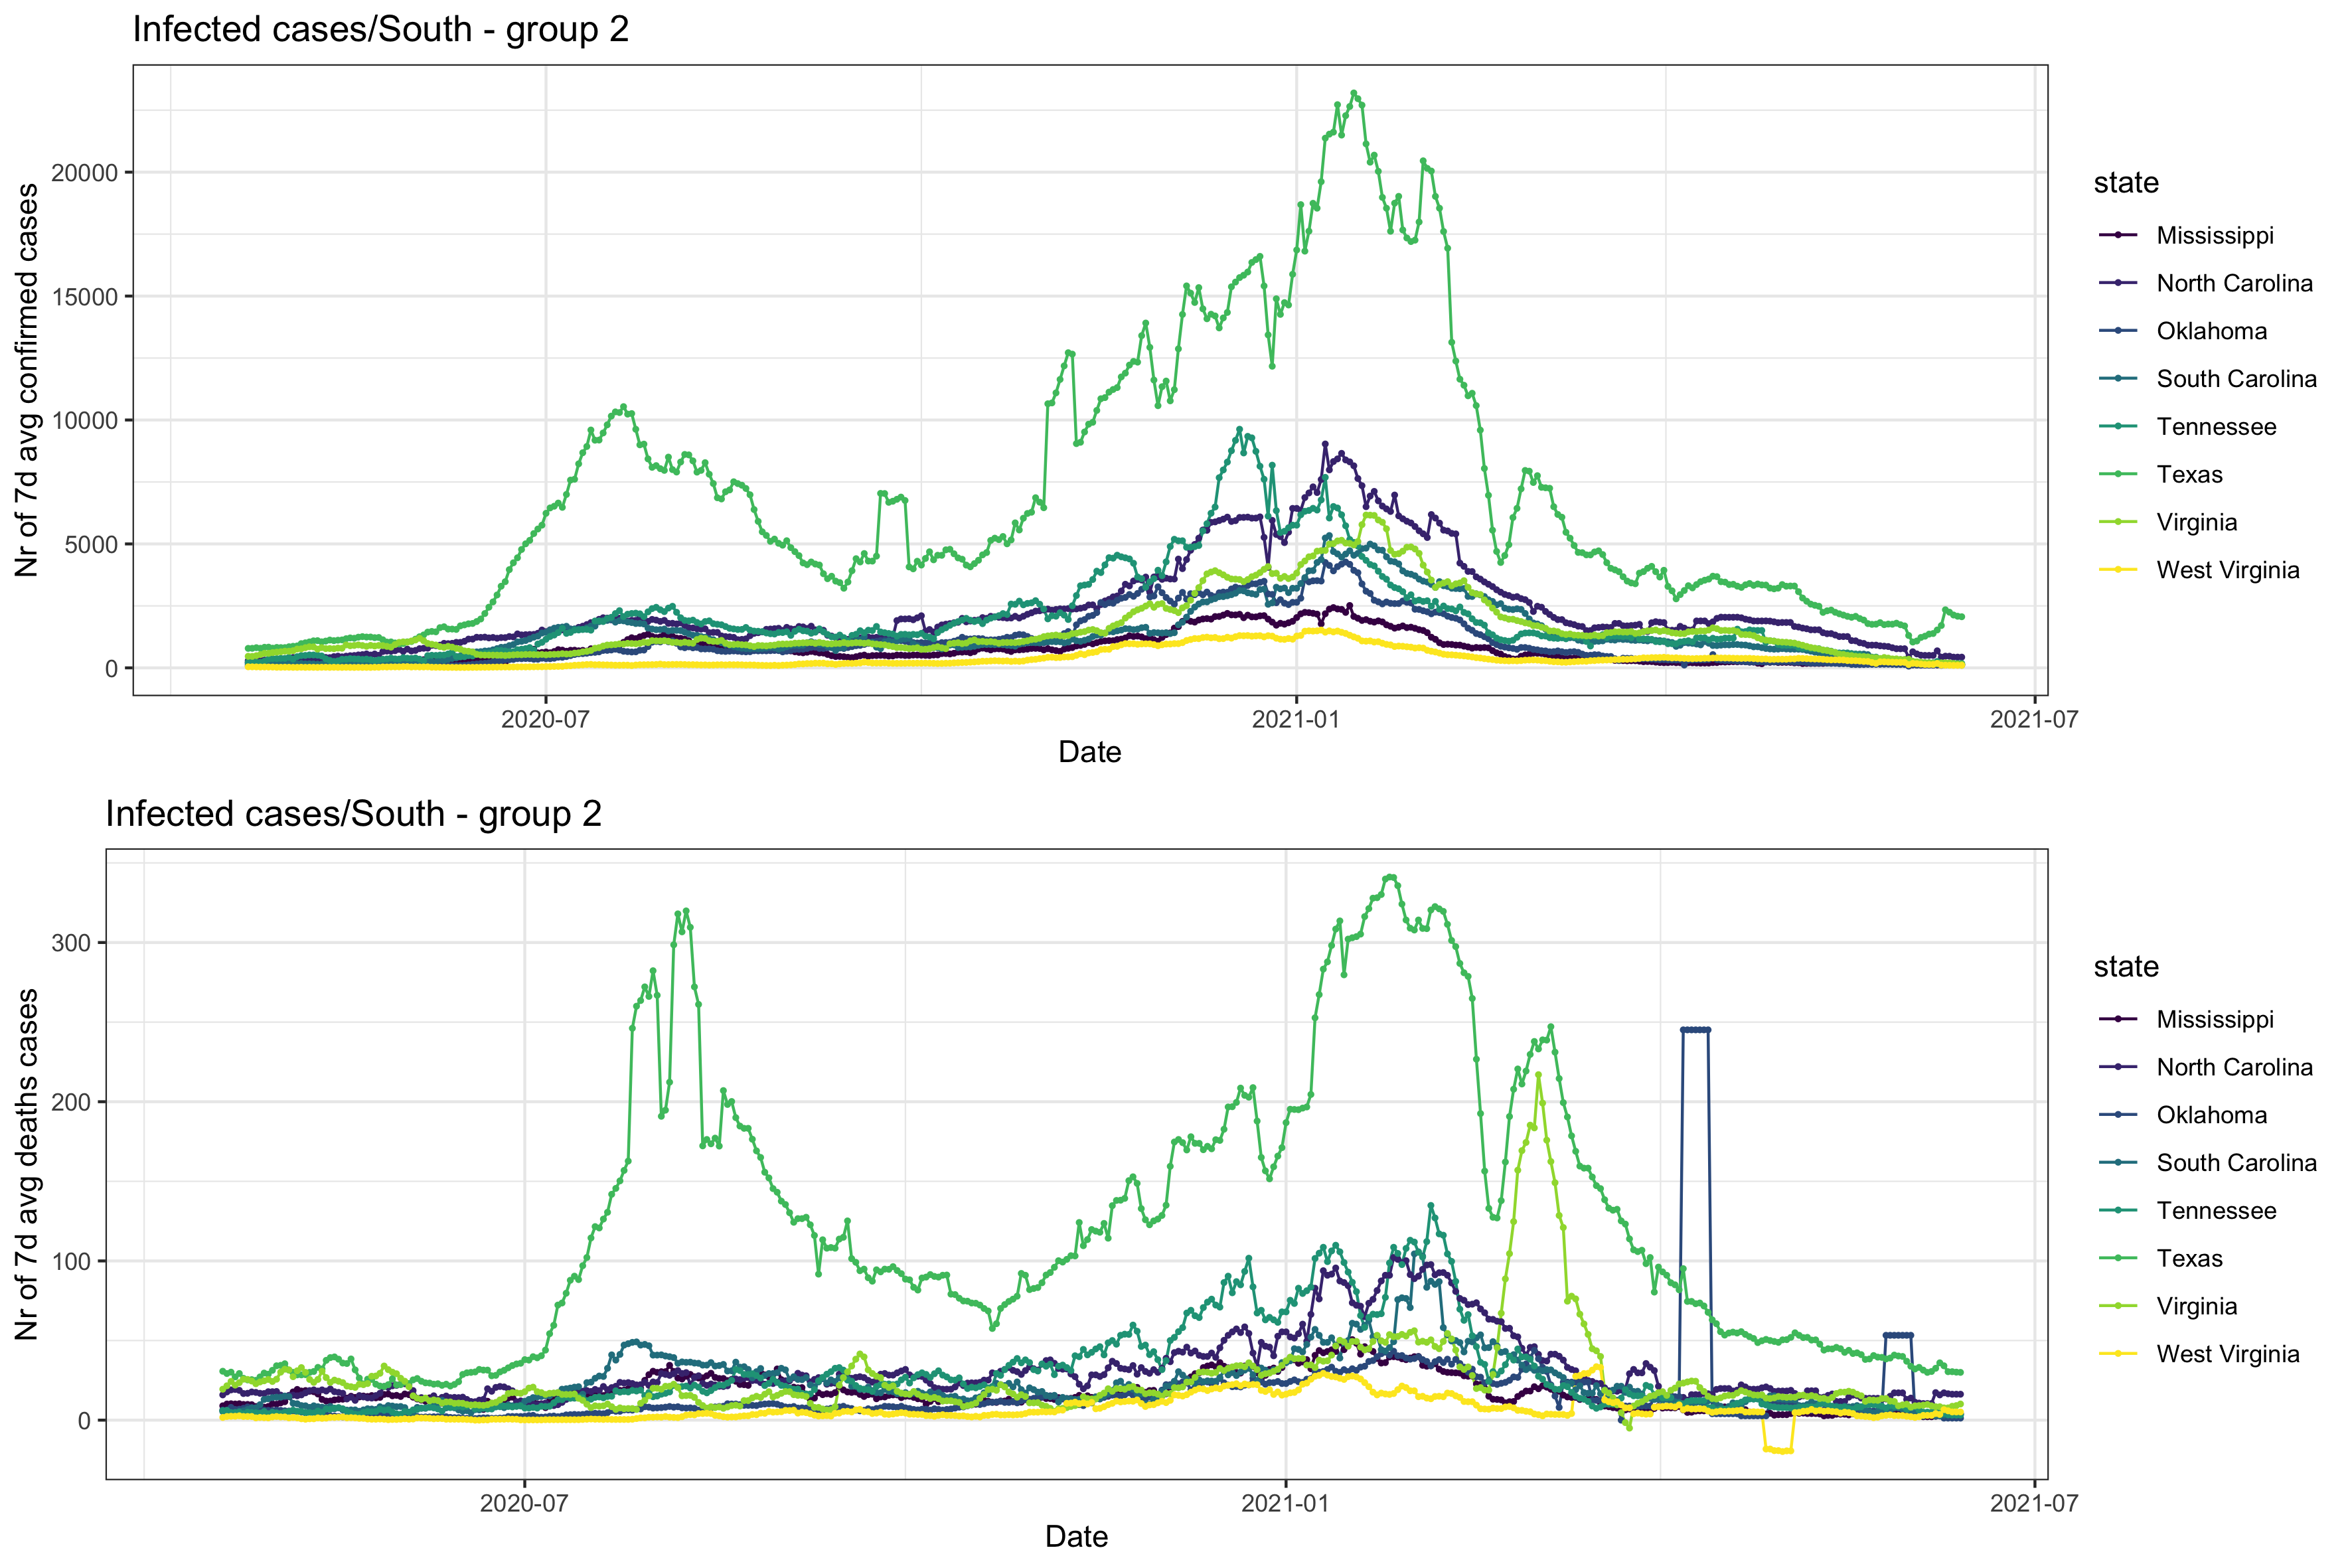 Infected cases/South - group 2
Nr of 7d avg confirmed cases
20000
15000
10000
5000
0
2020-07
2021-01
2021-07
Date
state
Mississippi
North Carolina
Oklahoma
South Carolina
Tennessee
Texas
Virginia
West Virginia
Infected cases/South - group 2
Nr of 7d avg deaths cases
300
200
100
0
2020-07
2021-01
2021-07
Date
state
Mississippi
North Carolina
Oklahoma
South Carolina
Tennessee
Texas
Virginia
West Virginia